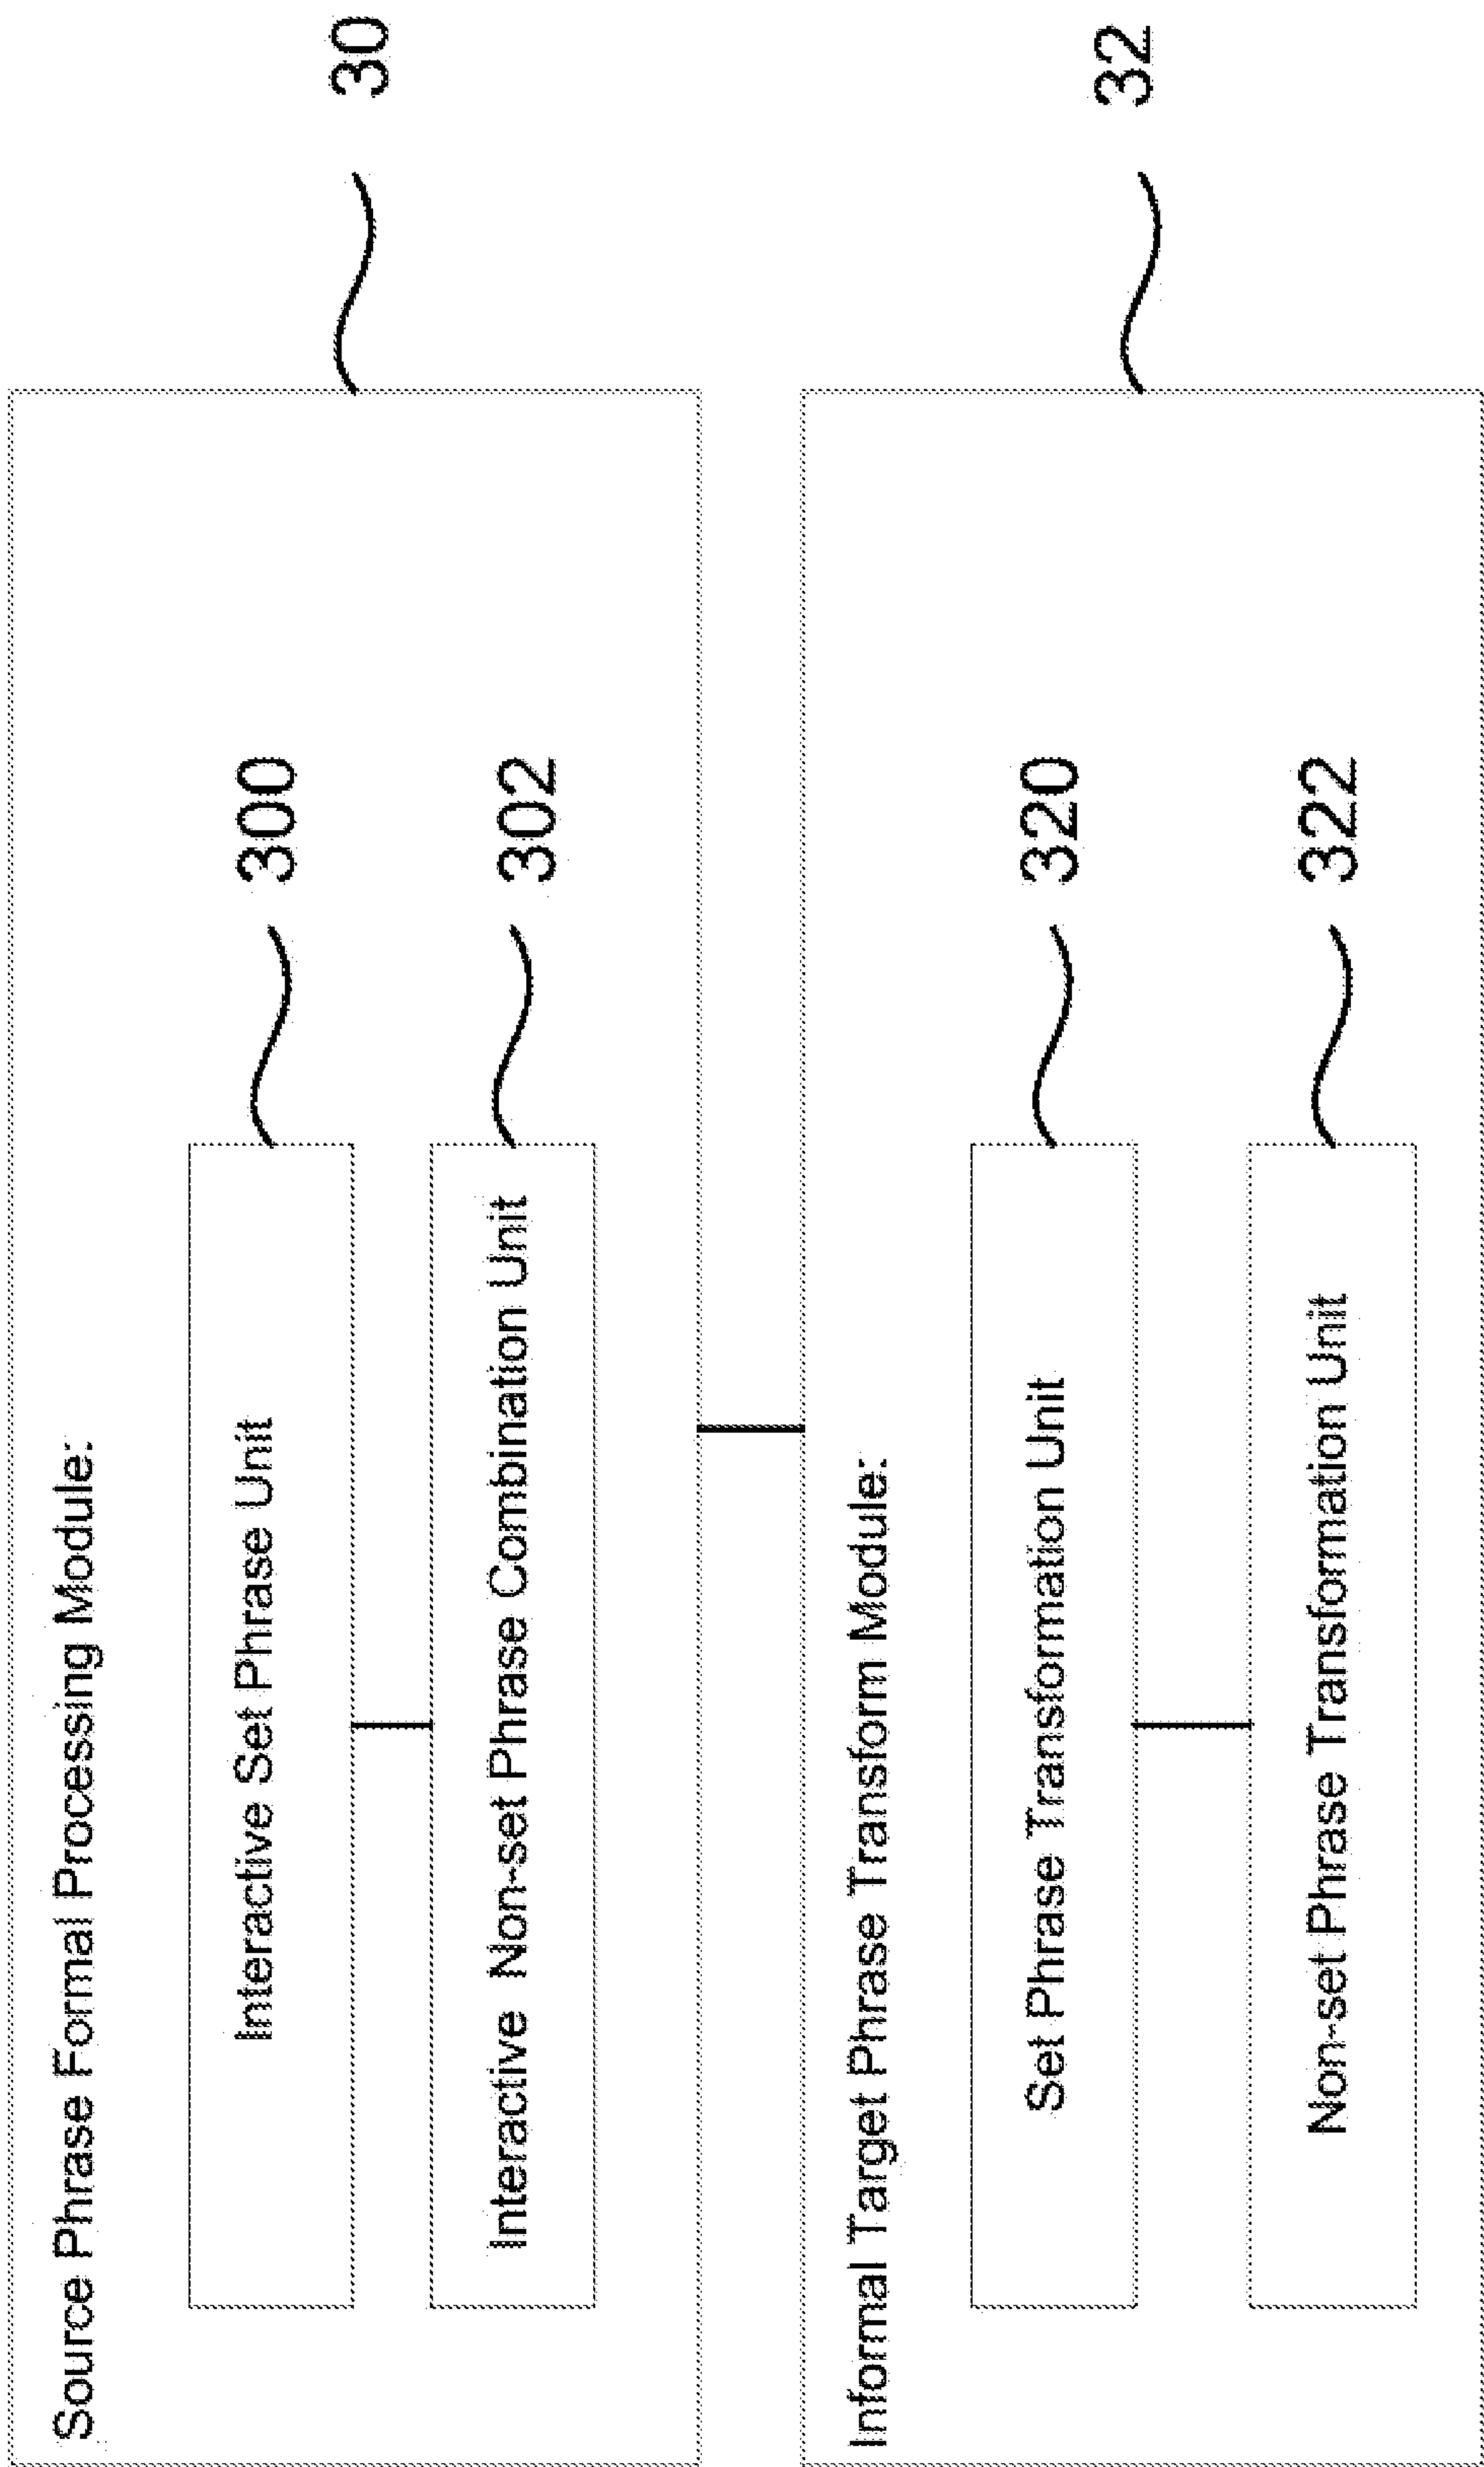 Source Phrase Formal Processing Module:
30
Interactive Set Phrase Unit
300
Interactive Non-set Phrase Combination Unit
302
Informal Target Phrase Transform Module:
32
Set Phrase Transformation Unit
320
Non-set Phrase Transformation Unit
322